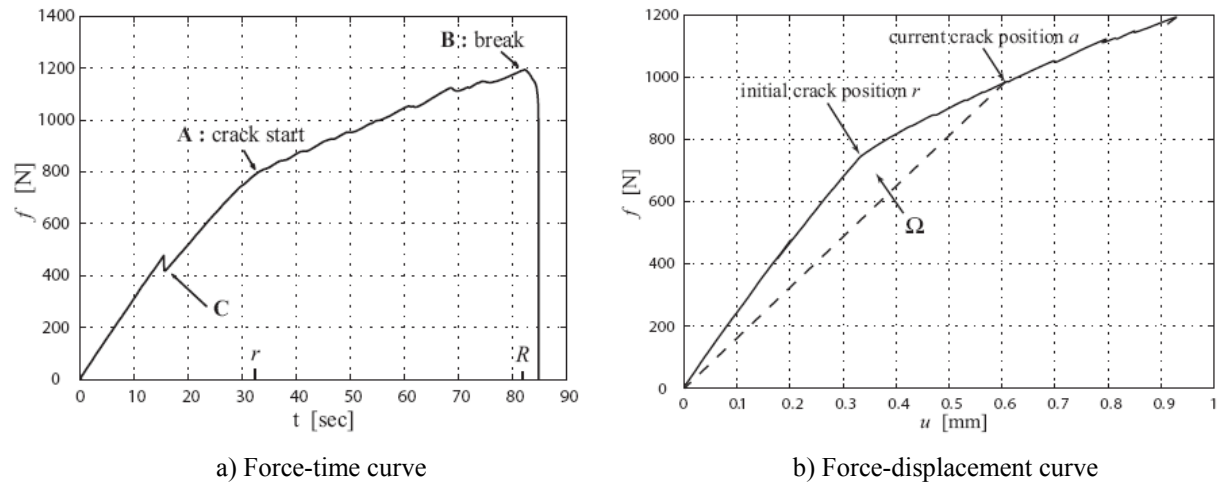 1400
1200
1000
800
600
400
200
0
f [N]
B : break
A : crack start
C
r
R
0 10 20 30 40 50 60 70 80 90
t [sec]
a) Force-time curve
1200
1000
800
600
400
200
0
f [N]
current crack position a
initial crack position r
Ω
0 0.1 0.2 0.3 0.4 0.5 0.6 0.7 0.8 0.9 1
u [mm]
b) Force-displacement curve